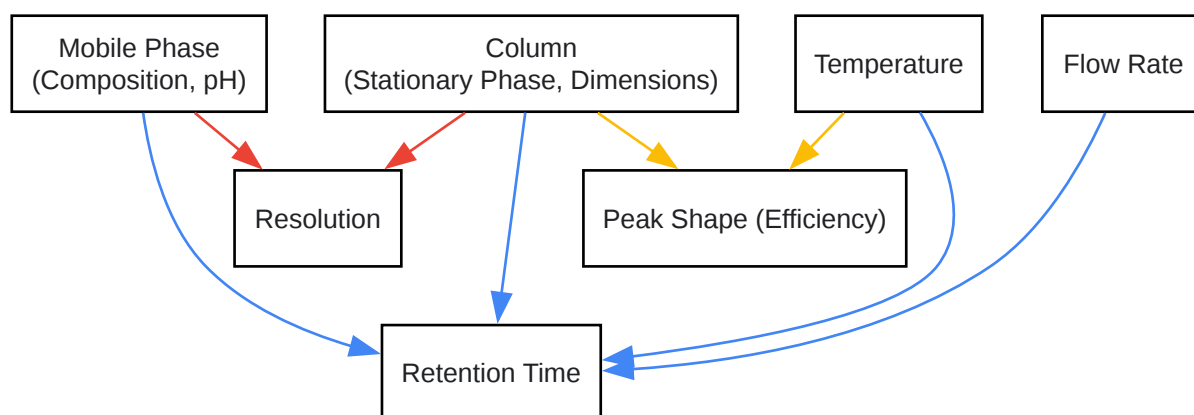 Mobile Phase
(Composition, pH)
Column
(Stationary Phase, Dimensions)
Temperature
Flow Rate
Resolution
Peak Shape (Efficiency)
Retention Time